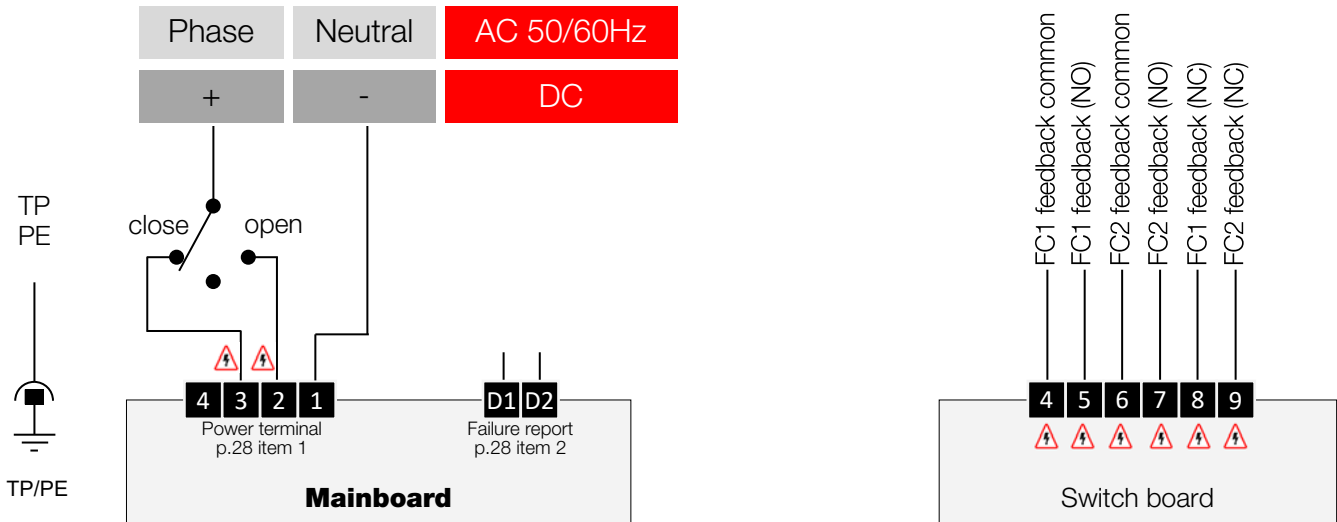 Phase Neutral AC 50/60Hz
+ - DC
TP
PE
close open
4 3 2 1
Power terminal
p.28 item 1
D1 D2
Failure report
p.28 item 2
Mainboard
TP/PE
FC1 feedback common
FC1 feedback (NO)
FC2 feedback common
FC2 feedback (NO)
FC1 feedback (NC)
FC2 feedback (NC)
4 5 6 7 8 9
Switch board